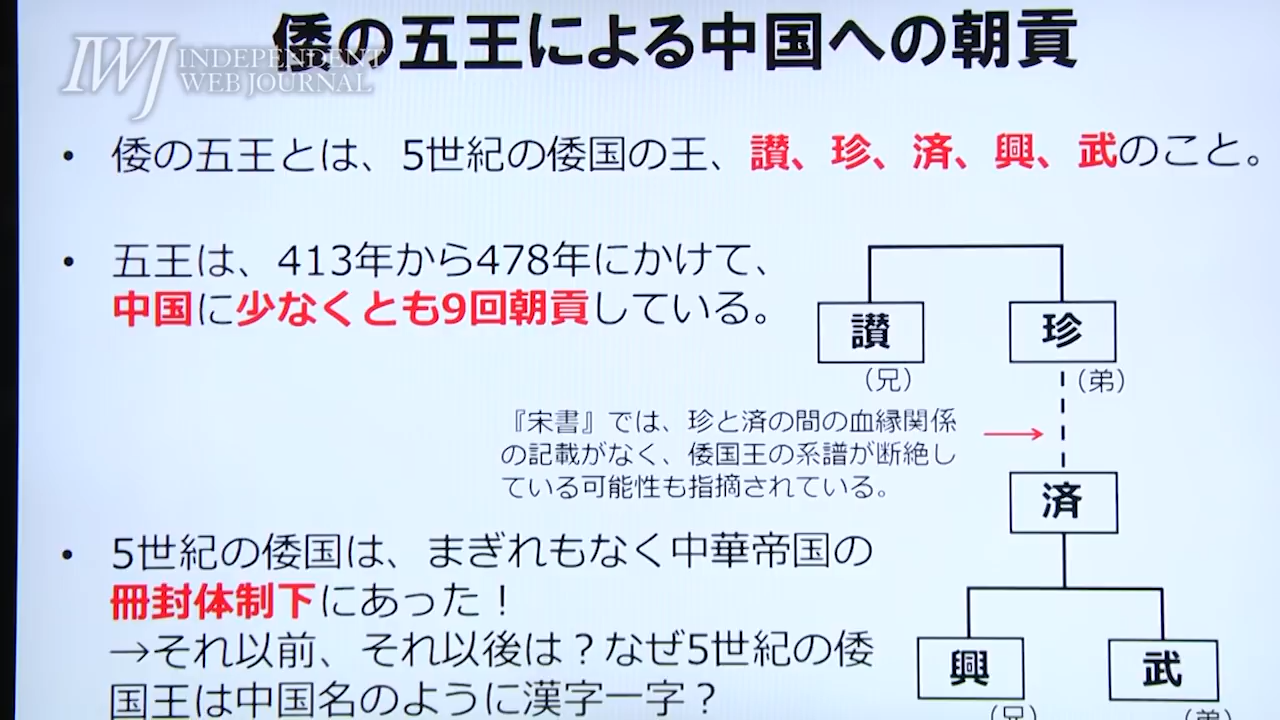 倭の五王による中国への朝貢
IWJ INDEPENDENT
WEB JOURNAL
• 倭の五王とは、5世紀の倭国の王、讃、珍、済、興、武のこと。
• 五王は、413年から478年にかけて、
中国に少なくとも9回朝貢している。
讃
珍
（兄）
（弟）
『宋書』では、珍と済の間の血縁関係
の記載がなく、倭国王の系譜が断絶し
ている可能性も指摘されている。
済
• 5世紀の倭国は、まぎれもなく中華帝国の
冊封体制下にあった！
→それ以前、それ以後は？なぜ5世紀の倭
国王は中国名のように漢字一字？
興
武
（兄）
（弟）